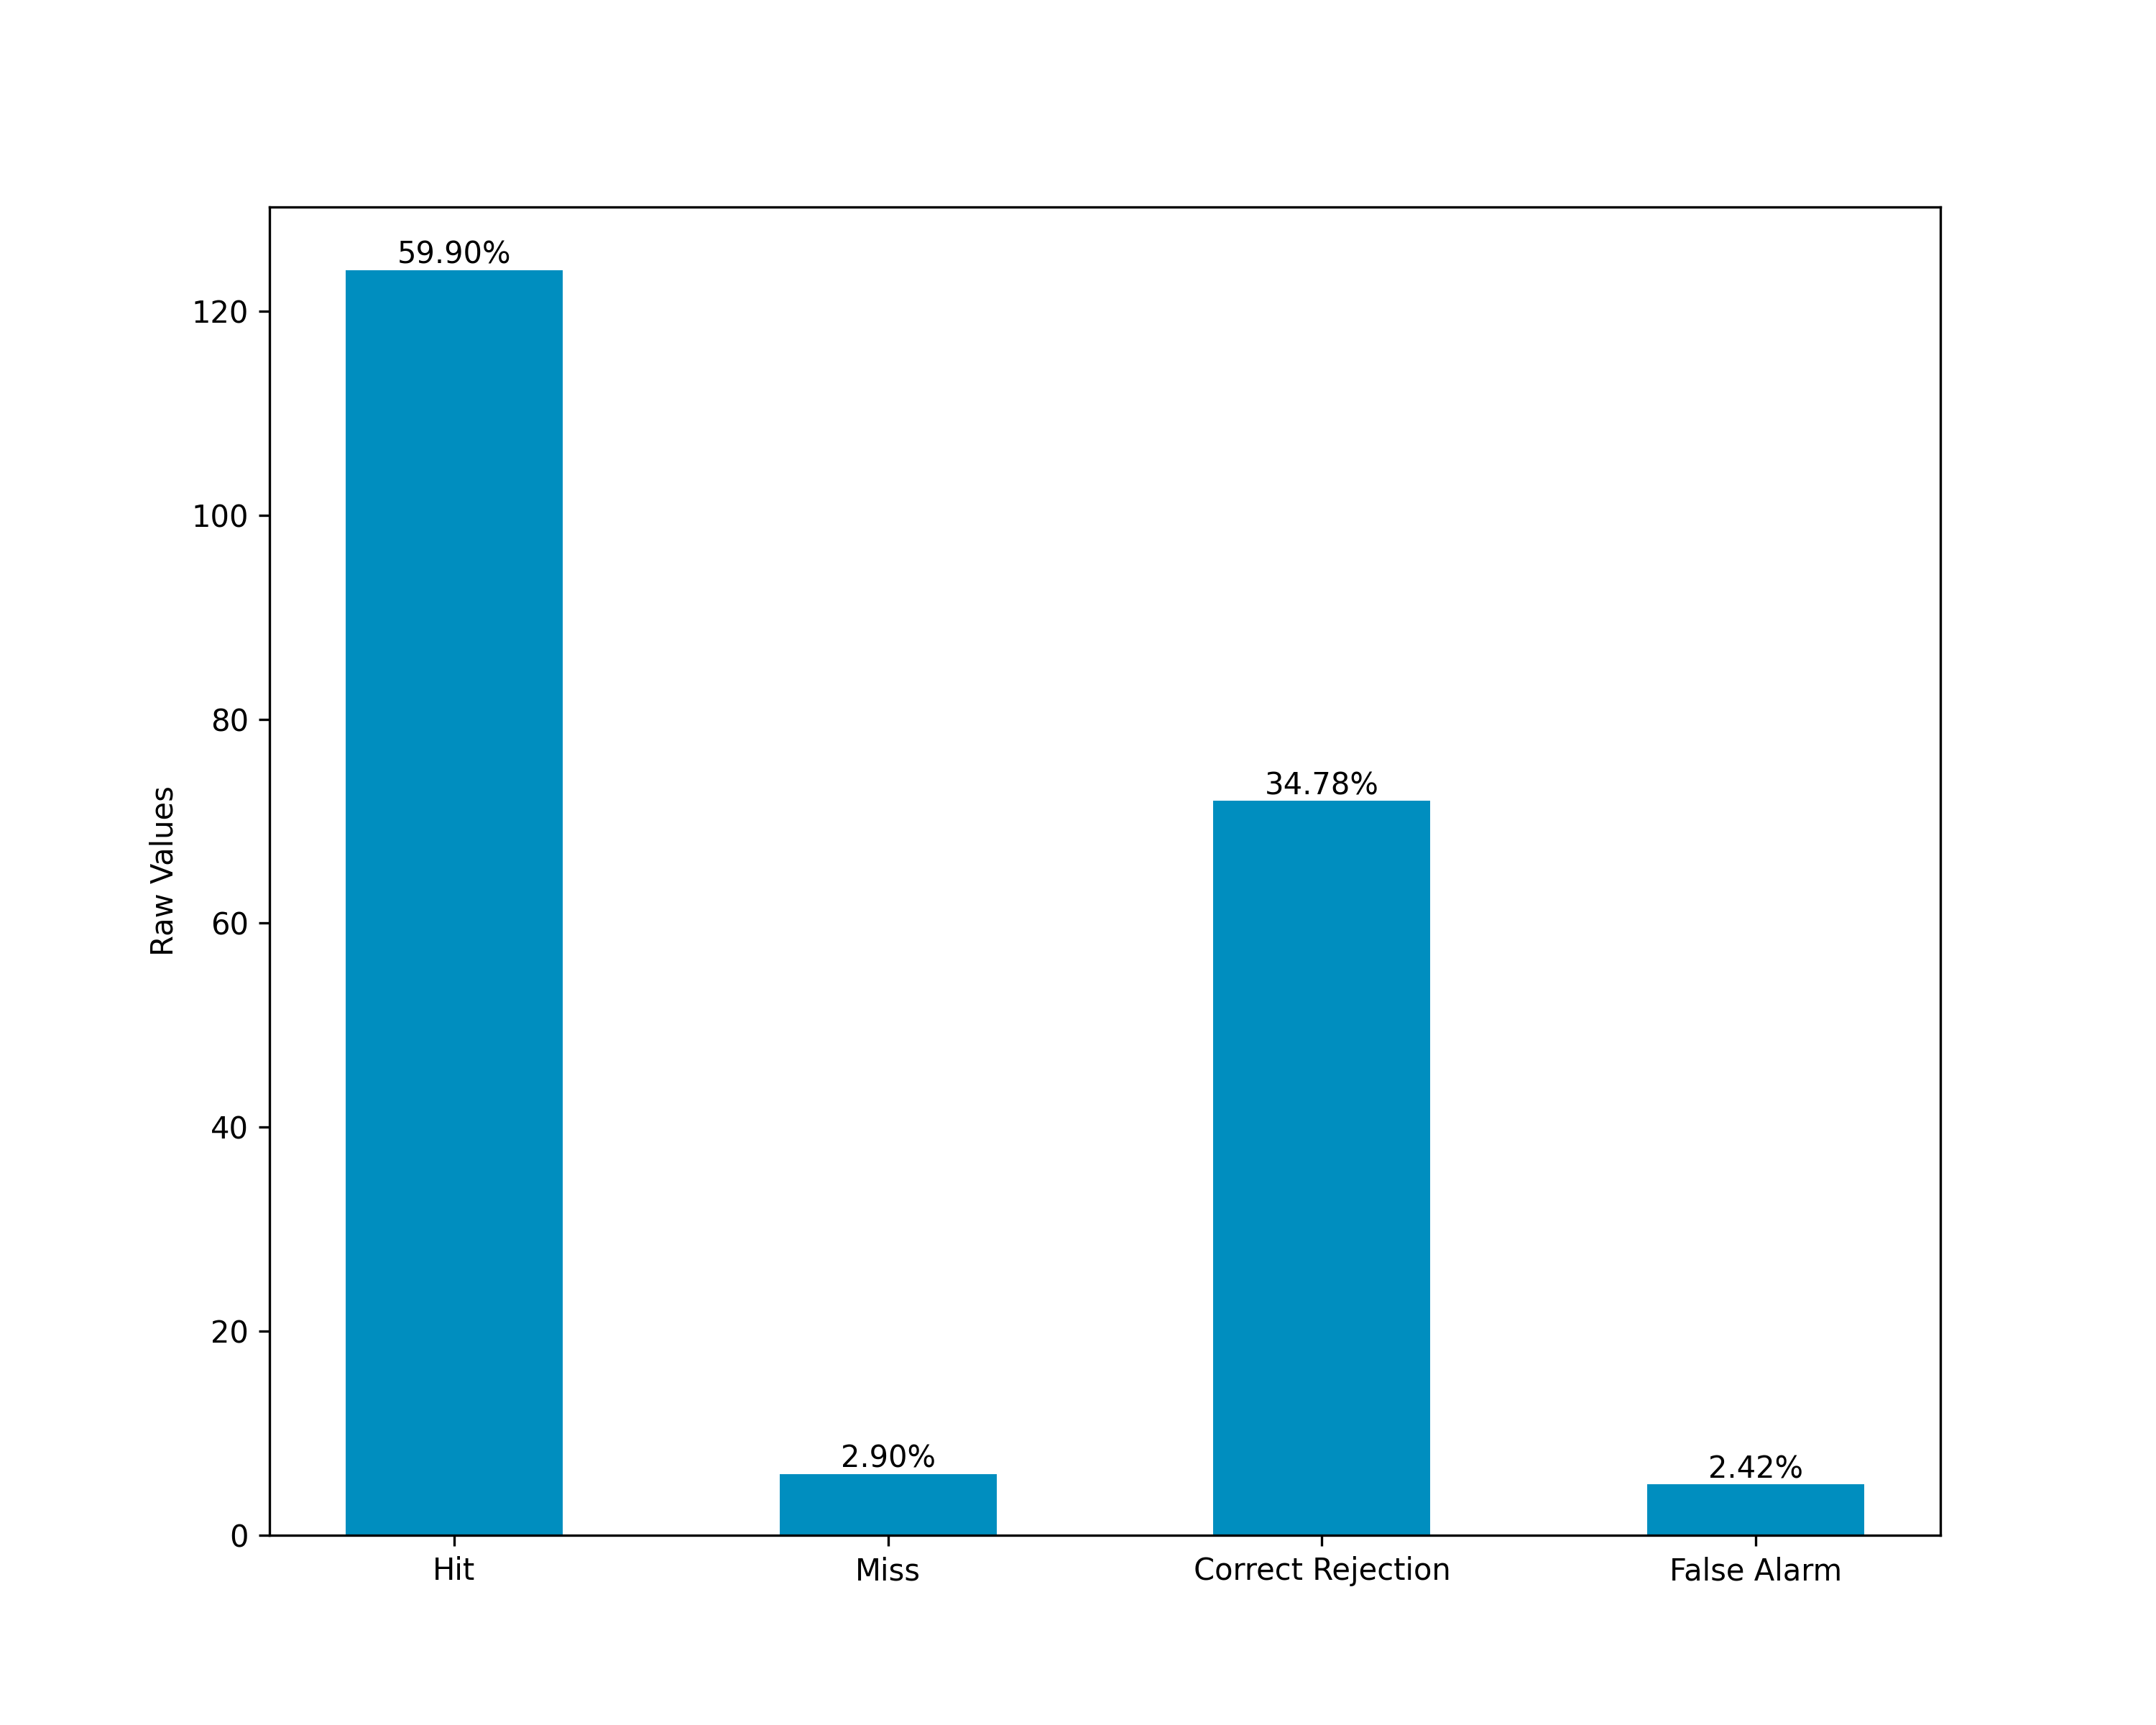 59.90%
120
100
80
34.78%
Raw Values
60
40
20
2.90%
2.42%
0
Hit
Miss
Correct Rejection
False Alarm